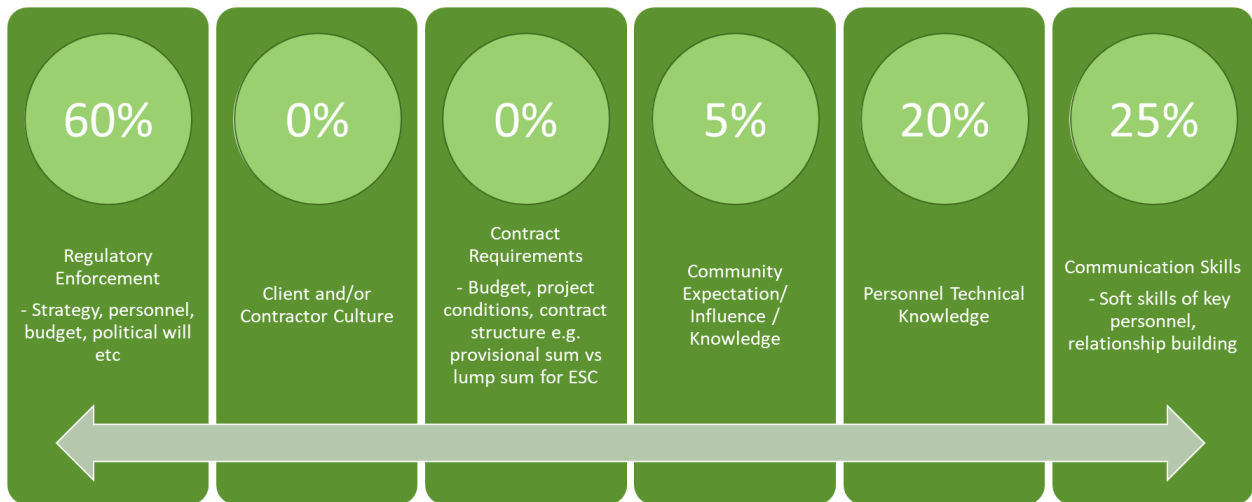 60%
Regulatory
Enforcement
- Strategy, personnel,
budget, political will
etc
0%
Client and/or
Contractor Culture
0%
Contract
Requirements
- Budget, project
conditions, contract
structure e.g.
provisional sum vs
lump sum for ESC
5%
Community
Expectation/
Influence /
Knowledge
20%
Personnel Technical
Knowledge
25%
Communication Skills
- Soft skills of key
personnel,
relationship building